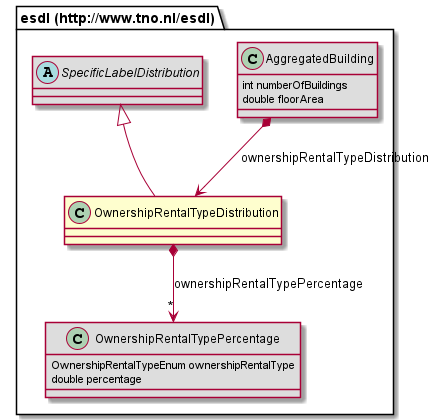 esdl (http://www.tno.nl/esdl)
A SpecificLabelDistribution
C AggregatedBuilding
int numberOfBuildings
double floorArea
ownershipRentalTypeDistribution
C OwnershipRentalTypeDistribution
ownershipRentalTypePercentage
*
C OwnershipRentalTypePercentage
OwnershipRentalTypeEnum ownershipRentalType
double percentage